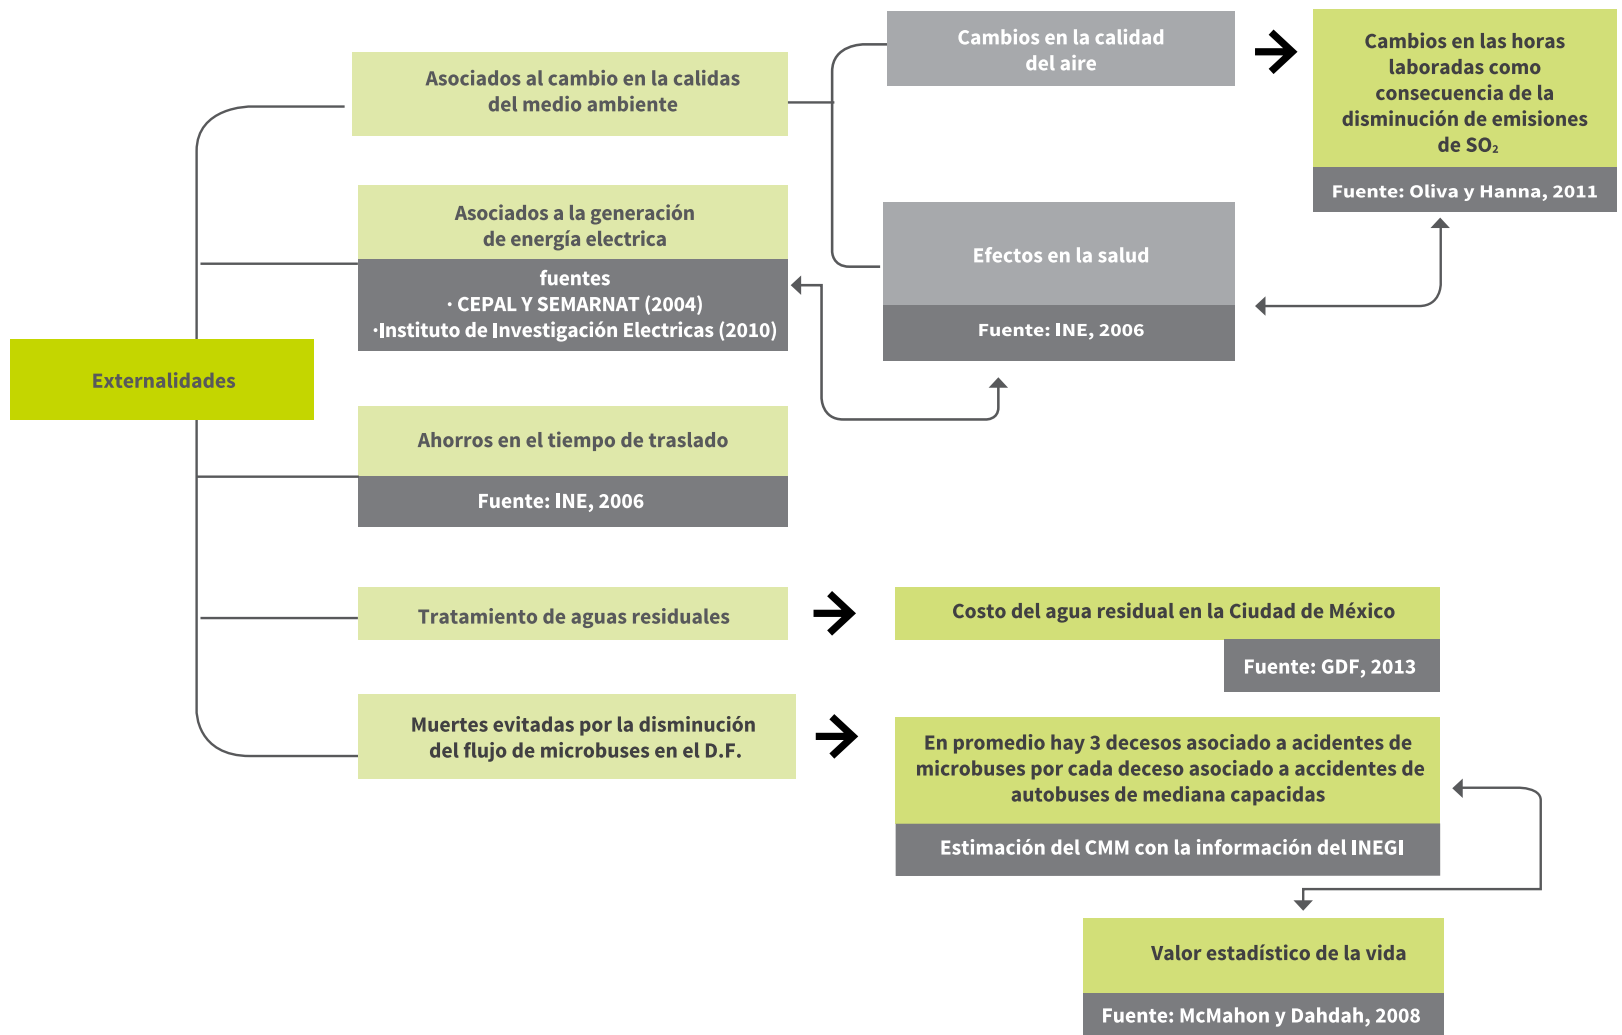 Externalidades
Asociados al cambio en la calidas
del medio ambiente
Cambios en la calidad
del aire
Cambios en las horas
laboradas como
consecuencia de la
disminución de emisiones
de SO₂
Fuente: Oliva y Hanna, 2011
Efectos en la salud
Fuente: INE, 2006
Asociados a la generación
de energía electrica
fuentes
· CEPAL Y SEMARNAT (2004)
·Instituto de Investigación Electricas (2010)
Ahorros en el tiempo de traslado
Fuente: INE, 2006
Tratamiento de aguas residuales
Costo del agua residual en la Ciudad de México
Fuente: GDF, 2013
Muertes evitadas por la disminución
del flujo de microbuses en el D.F.
En promedio hay 3 decesos asociado a acidentes de
microbuses por cada deceso asociado a accidentes de
autobuses de mediana capacidas
Estimación del CMM con la información del INEGI
Valor estadístico de la vida
Fuente: McMahon y Dahdah, 2008